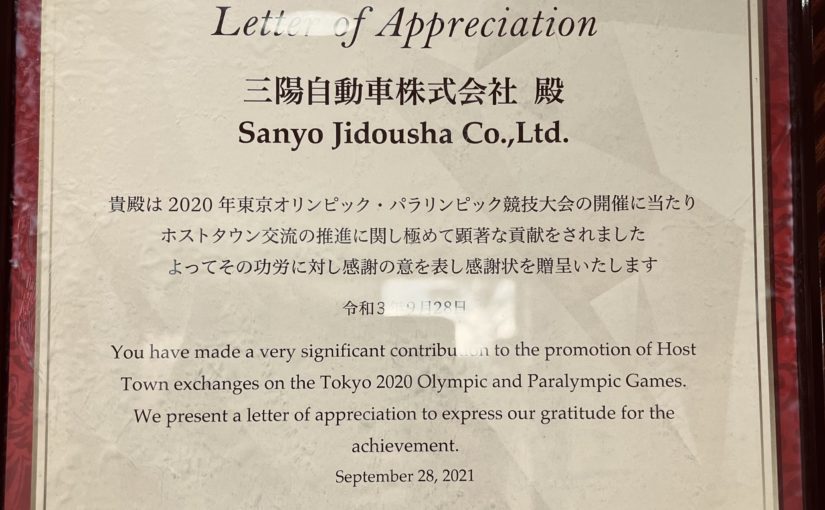 Letter of Appreciation
三陽自動車株式会社 殿
Sanyo Jidousha Co.,Ltd.
貴殿は 2020 年東京オリンピック・パラリンピック競技大会の開催に当たり
ホストタウン交流の推進に関し極めて顕著な貢献をされました
よってその功労に対し感謝の意を表し感謝状を贈呈いたします
令和3年9月28日
You have made a very significant contribution to the promotion of Host
Town exchanges on the Tokyo 2020 Olympic and Paralympic Games.
We present a letter of appreciation to express our gratitude for the
achievement.
September 28, 2021